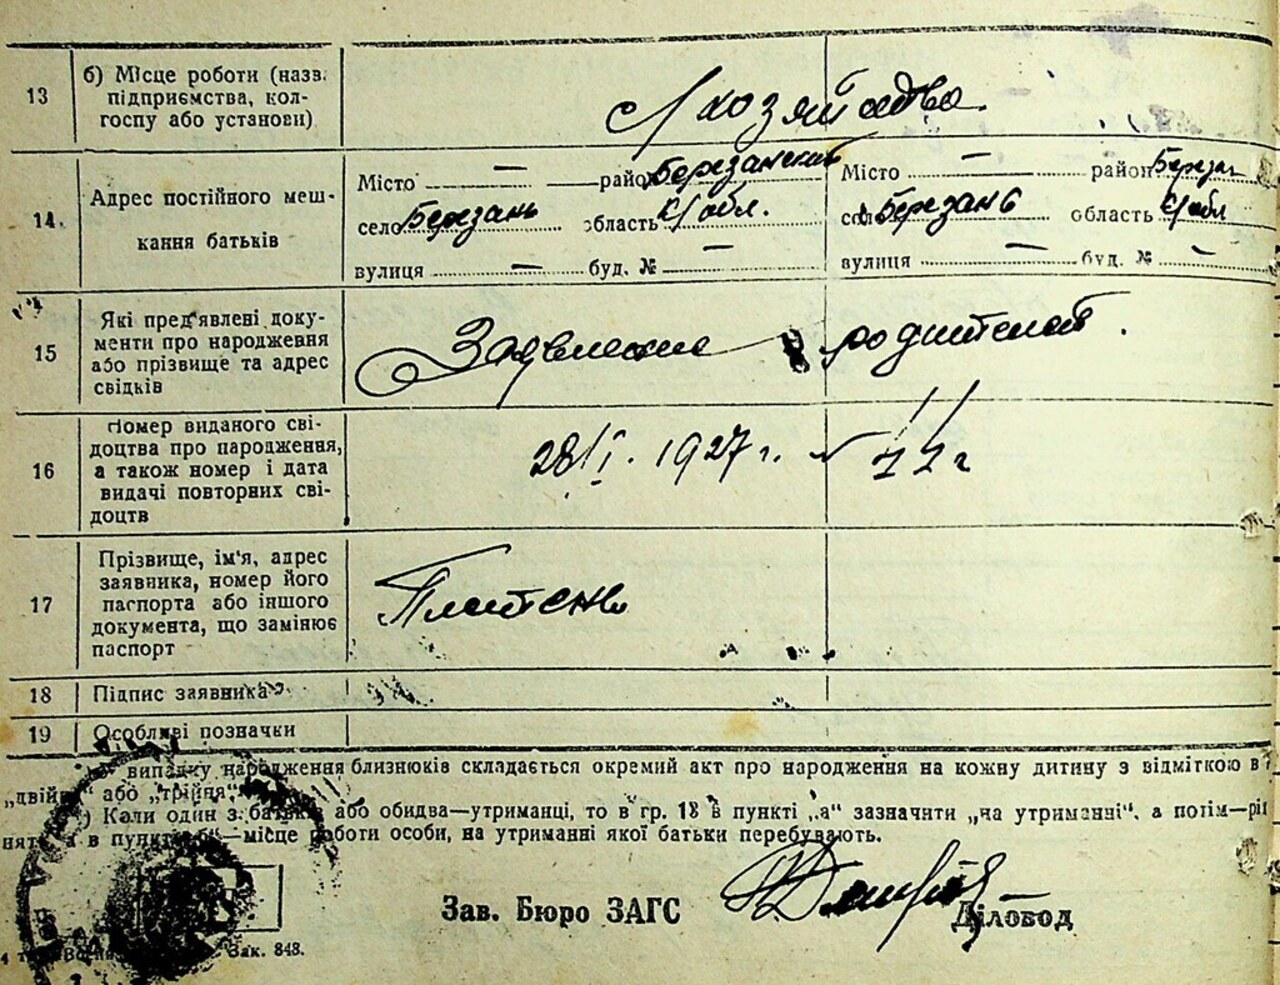 13
б) Місце роботи (назв.
підприємства, кол-
госпу або установи)
С/хозяйства.
14.
Адрес постійного меш-
кання батьків
Місто — район Березанский
село Березань область К/обл.
вулиця — буд. № —
Місто — район Березан
село Березань область К/обл
вулиця — буд. № —
15
Які пред'явлені доку-
менти про народження
або прізвище та адрес
свідків
Заявление родителей.
16
Номер виданого сві-
доцтва про народження,
а також номер і дата
видачі повторних сві-
доцтв
28/I. 1927 г.
17
Прізвище, ім'я, адрес
заявника, номер його
паспорта або іншого
документа, що замінює
паспорт
18
Підпис заявника
19
Особливі позначки
випадку народження близнюків складається окремий акт про народження на кожну дитину з відміткою в
„двійня" або „трійня".
) Коли один з батьків або обидва—утриманці, то в гр. 13 в пункті „а" зазначити „на утриманні", а потім—
в пункті „б"—місце роботи особи, на утриманні якої батьки перебувають.
Зав. Бюро ЗАГС
Діловод
Зак. 843.